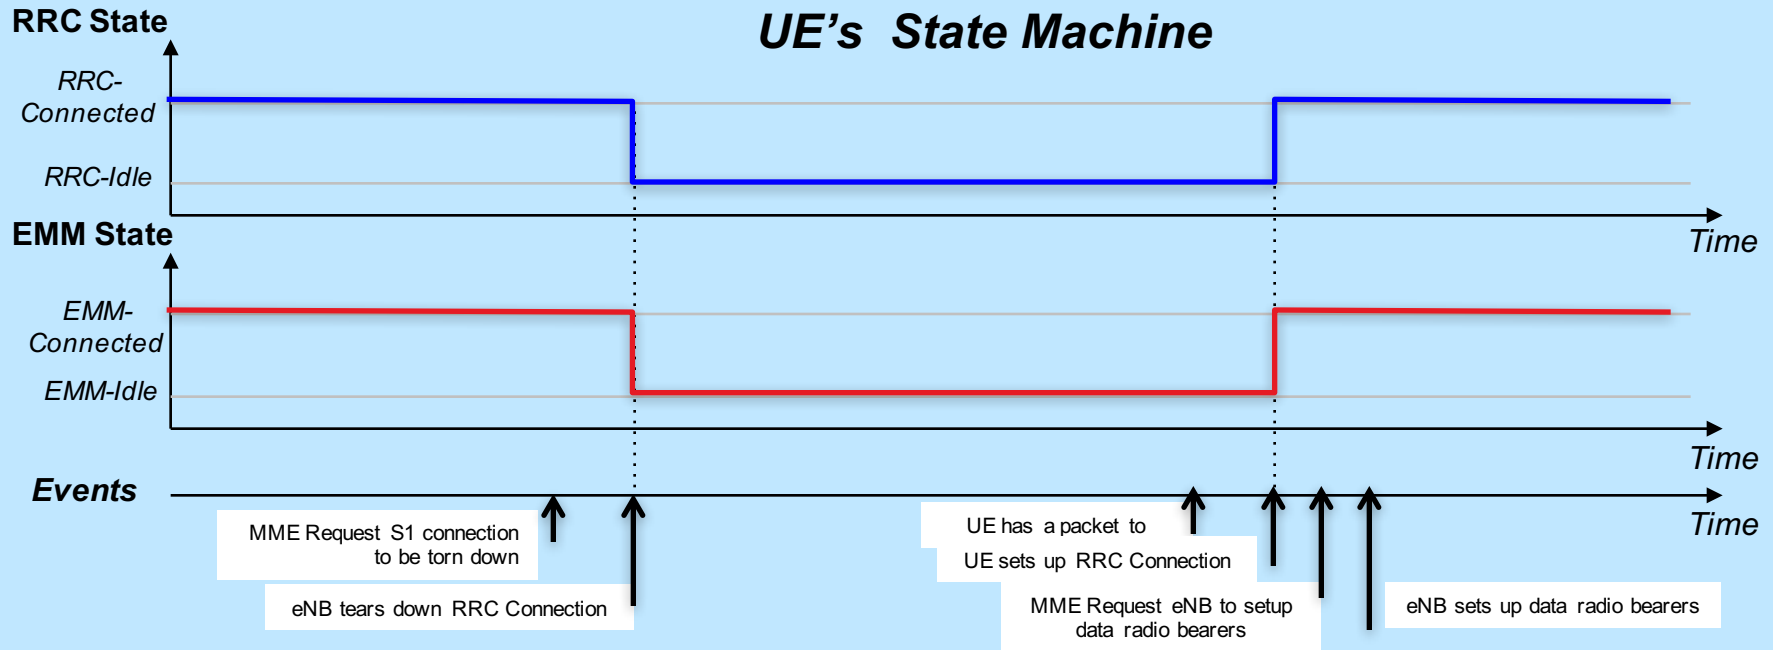 RRC State
UE's  State Machine
RRC-
Connected
RRC-Idle
Time
EMM State
EMM-
Connected
EMM-Idle
Time
Events
Time
MME Request S1 connection
to be torn down
eNB tears down RRC Connection
UE has a packet to
UE sets up RRC Connection
MME Request eNB to setup
data radio bearers
eNB sets up data radio bearers